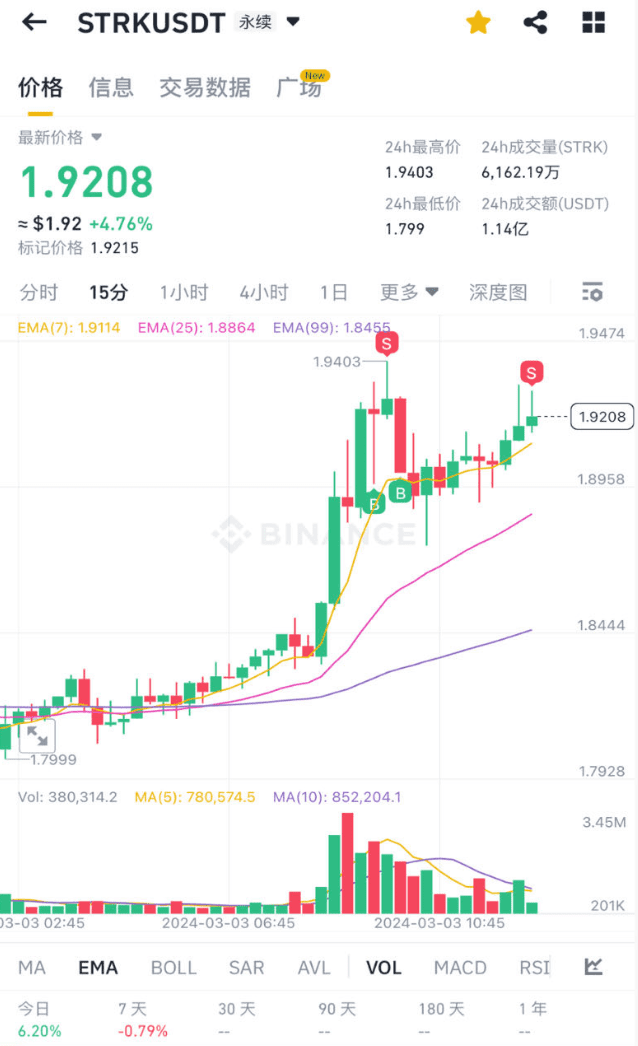 STRKUSDT 永续
价格 信息 交易数据 广场 New
最新价格
1.9208
≈ $1.92 +4.76%
标记价格 1.9215
24h最高价 24h成交量(STRK)
1.9403 6,162.19万
24h最低价 24h成交额(USDT)
1.799 1.14亿
分时 15分 1小时 4小时 1日 更多 深度图
EMA(7): 1.9114 EMA(25): 1.8864 EMA(99): 1.8455
1.9474
S
1.9403
S
1.9208
1.8958
B B
BINANCE
1.8444
1.7999
1.7928
Vol: 380,314.2 MA(5): 780,574.5 MA(10): 852,204.1
3.45M
201K
03-03 02:45 2024-03-03 06:45 2024-03-03 10:45
MA EMA BOLL SAR AVL VOL MACD RSI
今日 7天 30天 90天 180天 1年
6.20% -0.79% -- -- -- --